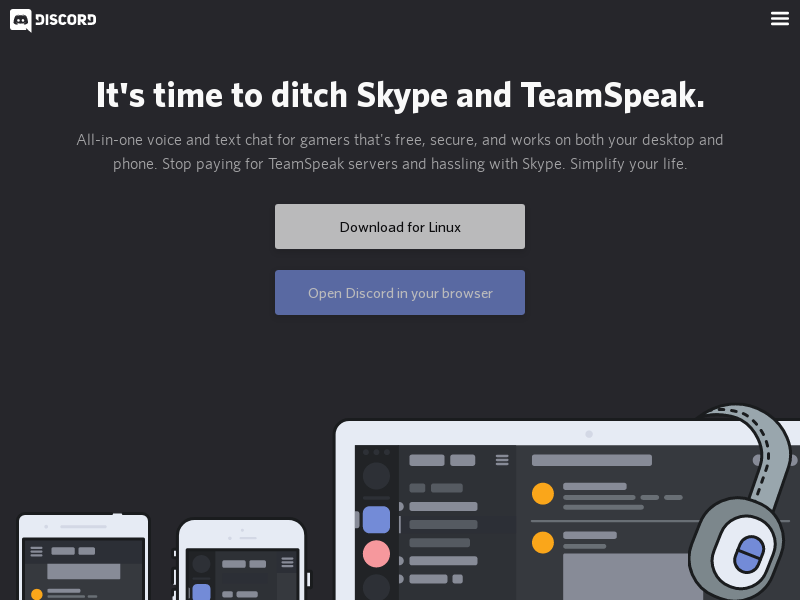 DISCORD
It's time to ditch Skype and TeamSpeak.
All-in-one voice and text chat for gamers that's free, secure, and works on both your desktop and
phone. Stop paying for TeamSpeak servers and hassling with Skype. Simplify your life.
Download for Linux
Open Discord in your browser